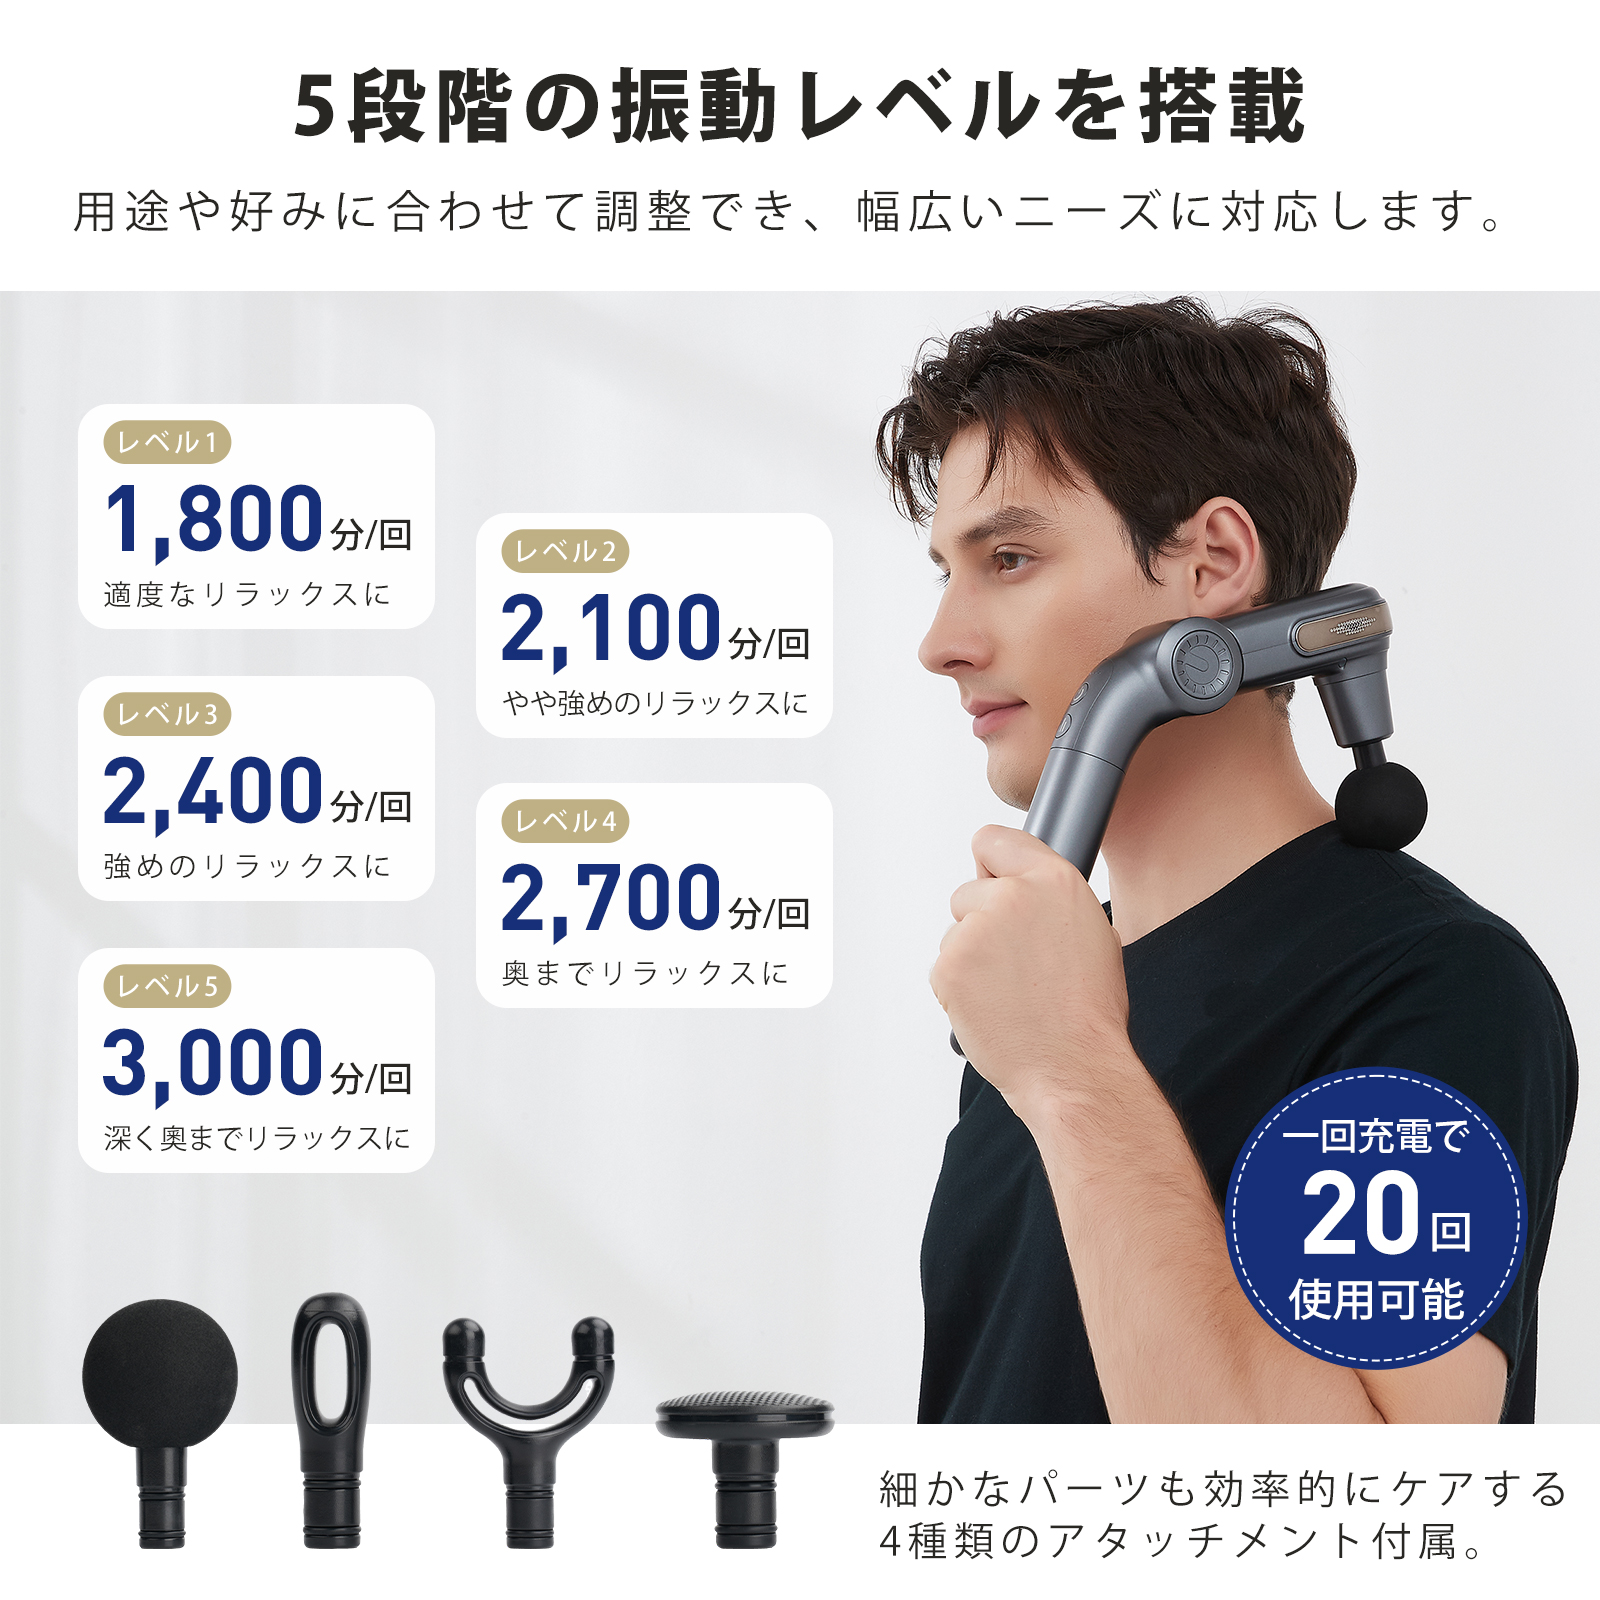 5段階の振動レベルを搭載
用途や好みに合わせて調整でき、幅広いニーズに対応します。
レベル1
1,800分/回
適度なリラックスに
レベル2
2,100分/回
やや強めのリラックスに
レベル3
2,400分/回
強めのリラックスに
レベル4
2,700分/回
奥までリラックスに
レベル5
3,000分/回
深く奥までリラックスに
一回充電で
20回
使用可能
細かなパーツも効率的にケアする
4種類のアタッチメント付属。